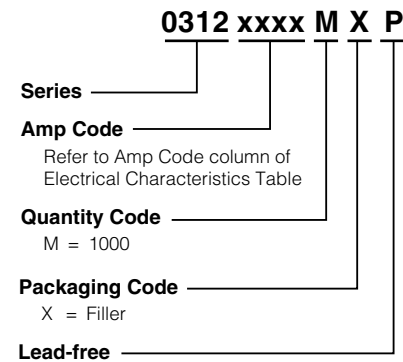 0312 xxxx M X P
Series
Amp Code
Refer to Amp Code column of
Electrical Characteristics Table
Quantity Code
M = 1000
Packaging Code
X = Filler
Lead-free